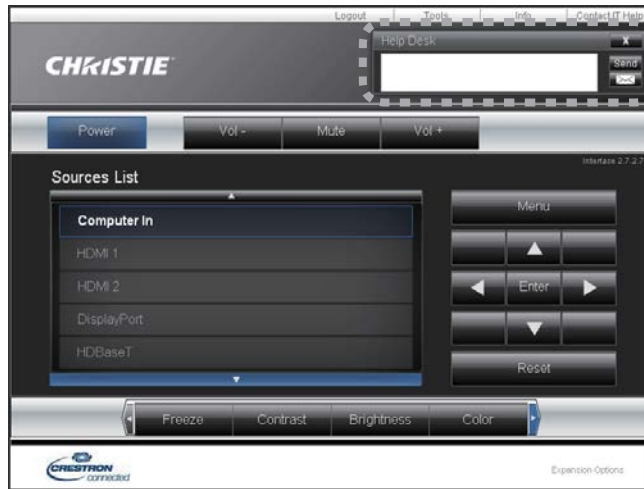 Logout Tools Info Contact IT Help
Help Desk X
CHRISTIE Send
Power Vol - Mute Vol +
Interface 2.7.2.7
Sources List
Menu
Computer In
HDMI 1
HDMI 2 Enter
DisplayPort
HDBaseT
Reset
Freeze Contrast Brightness Color
CRESTRON
connected
Expansion Options